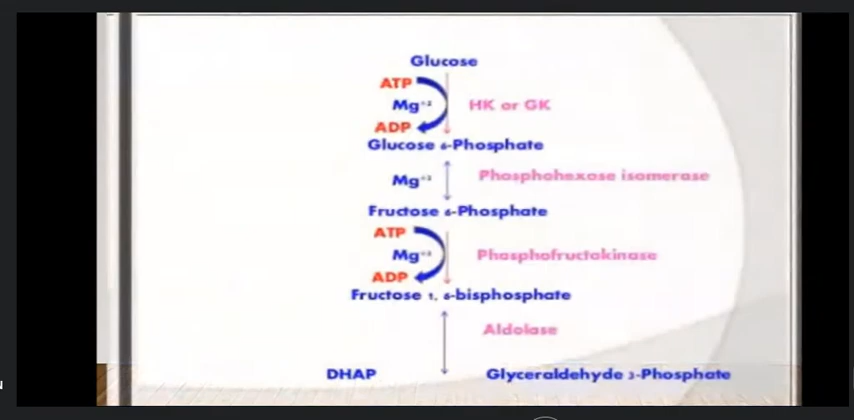 Glucose
ATP
Mg+2 HK or GK
ADP
Glucose 6-Phosphate
Mg+2 Phosphohexose isomerase
Fructose 6-Phosphate
ATP
Mg+2 Phosphofructokinase
ADP
Fructose 1, 6-bisphosphate
Aldolase
DHAP Glyceraldehyde 3-Phosphate